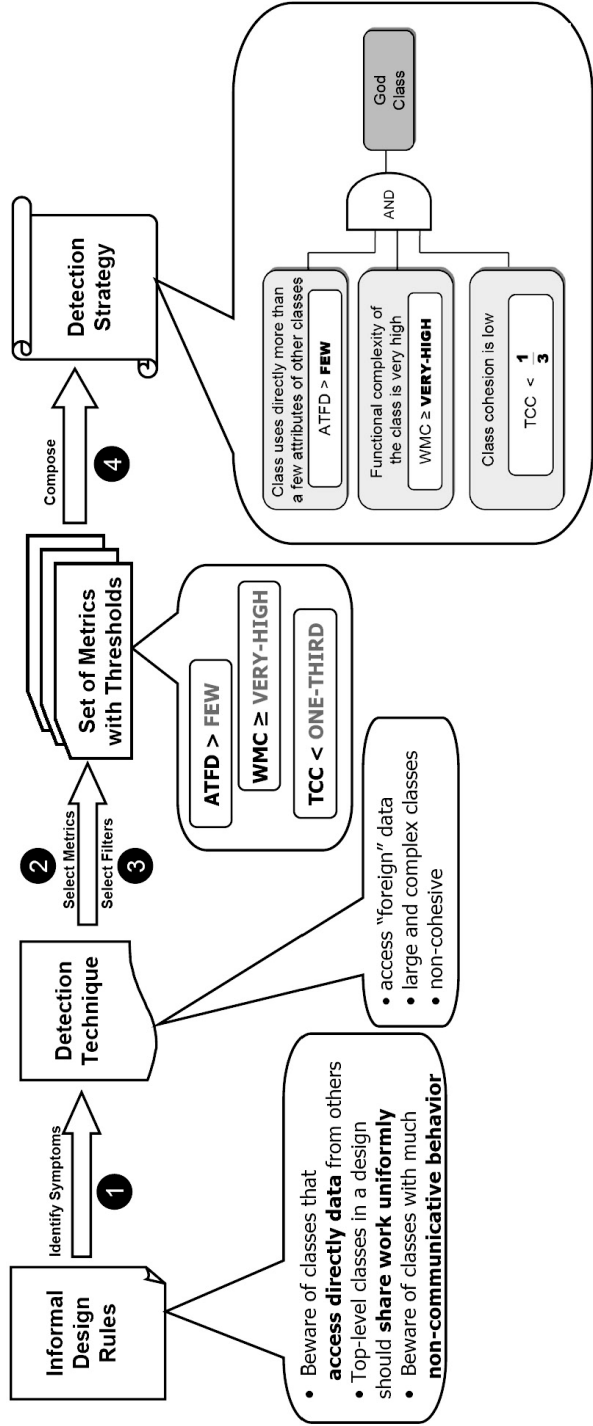 Informal
Design
Rules
Identify Symptoms
1
Detection
Technique
2
Select Metrics
Select Filters
3
Set of Metrics
with Thresholds
Compose
4
Detection
Strategy
• Beware of classes that
access directly data from others
• Top-level classes in a design
should share work uniformly
• Beware of classes with much
non-communicative behavior
• access "foreign" data
• large and complex classes
• non-cohesive
ATFD > FEW
WMC ≥ VERY-HIGH
TCC < ONE-THIRD
Class uses directly more than
a few attributes of other classes
ATFD > FEW
Functional complexity of
the class is very high
WMC ≥ VERY-HIGH
Class cohesion is low
TCC < 1/3
AND
God
Class